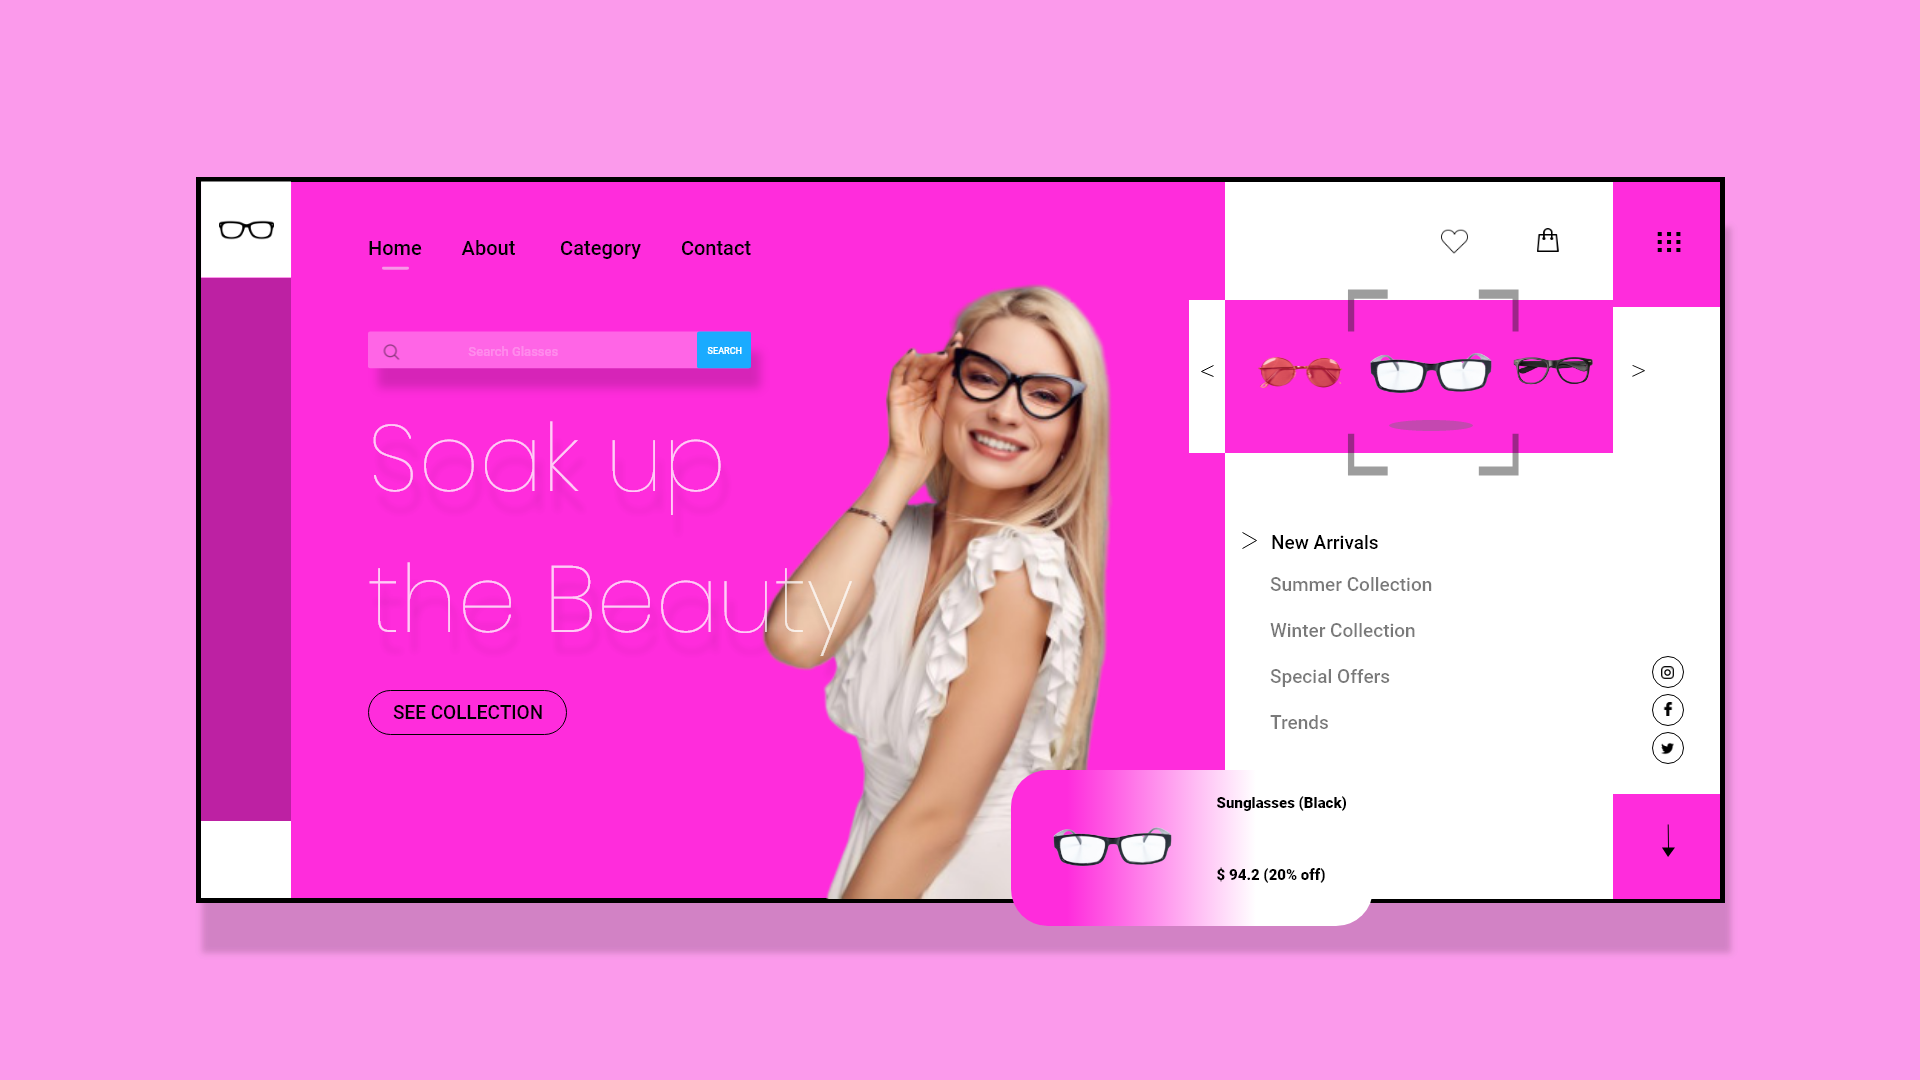 Home About Category Contact
Search Glasses
SEARCH
Soak up
the Beauty
SEE COLLECTION
< >
> New Arrivals
Summer Collection
Winter Collection
Special Offers
Trends
Sunglasses (Black)
$ 94.2 (20% off)